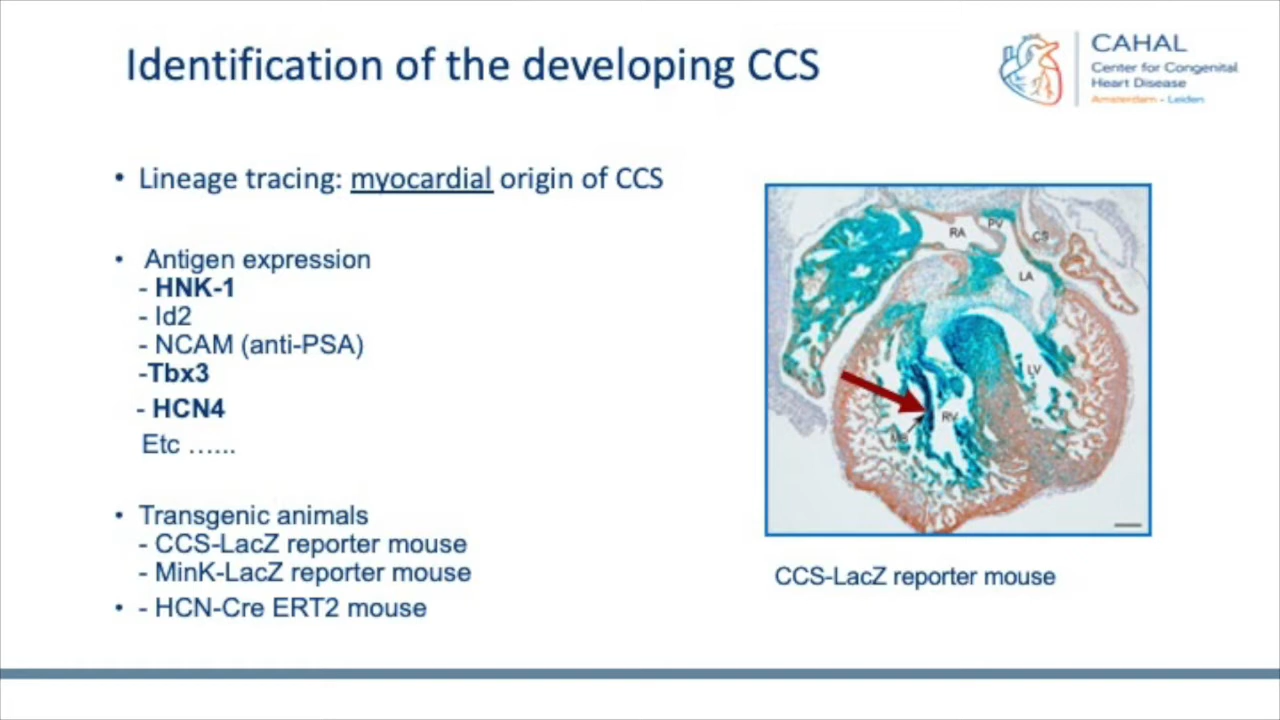 Identification of the developing CCS
CAHAL
Center for Congenital
Heart Disease
Amsterdam - Leiden
• Lineage tracing: myocardial origin of CCS
• Antigen expression
- HNK-1
- Id2
- NCAM (anti-PSA)
-Tbx3
- HCN4
Etc …...
• Transgenic animals
- CCS-LacZ reporter mouse
- MinK-LacZ reporter mouse
• - HCN-Cre ERT2 mouse
RA
PV
CS
LA
LV
RV
MB
CCS-LacZ reporter mouse